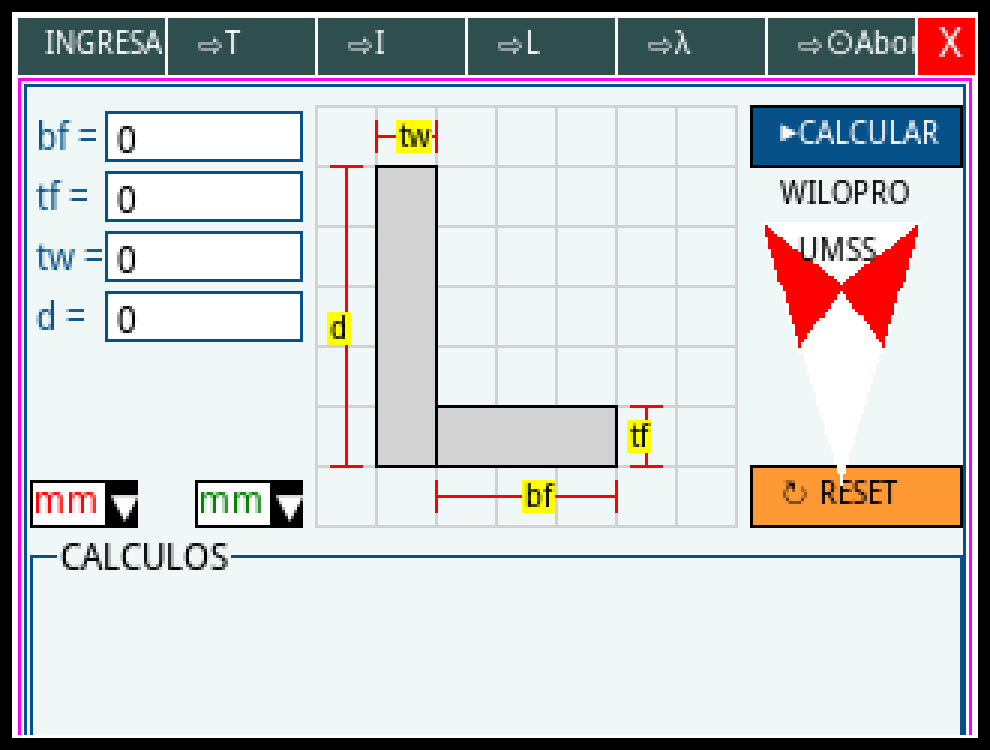 INGRESA ⇨T ⇨I ⇨L ⇨λ ⇨⊙Abo X
bf = 0
tf = 0
tw = 0
d = 0
mm ▼ mm ▼
tw
d
tf
bf
►CALCULAR
WILOPRO
UMSS
↻ RESET
CALCULOS